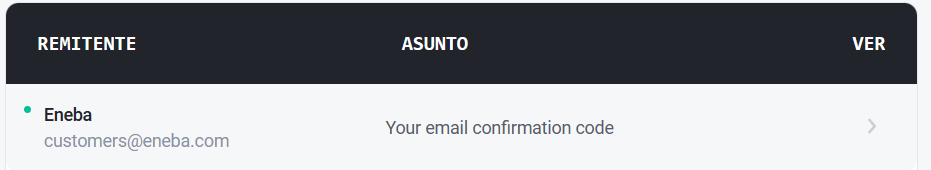 REMITENTE ASUNTO VER
Eneba
customers@eneba.com
Your email confirmation code